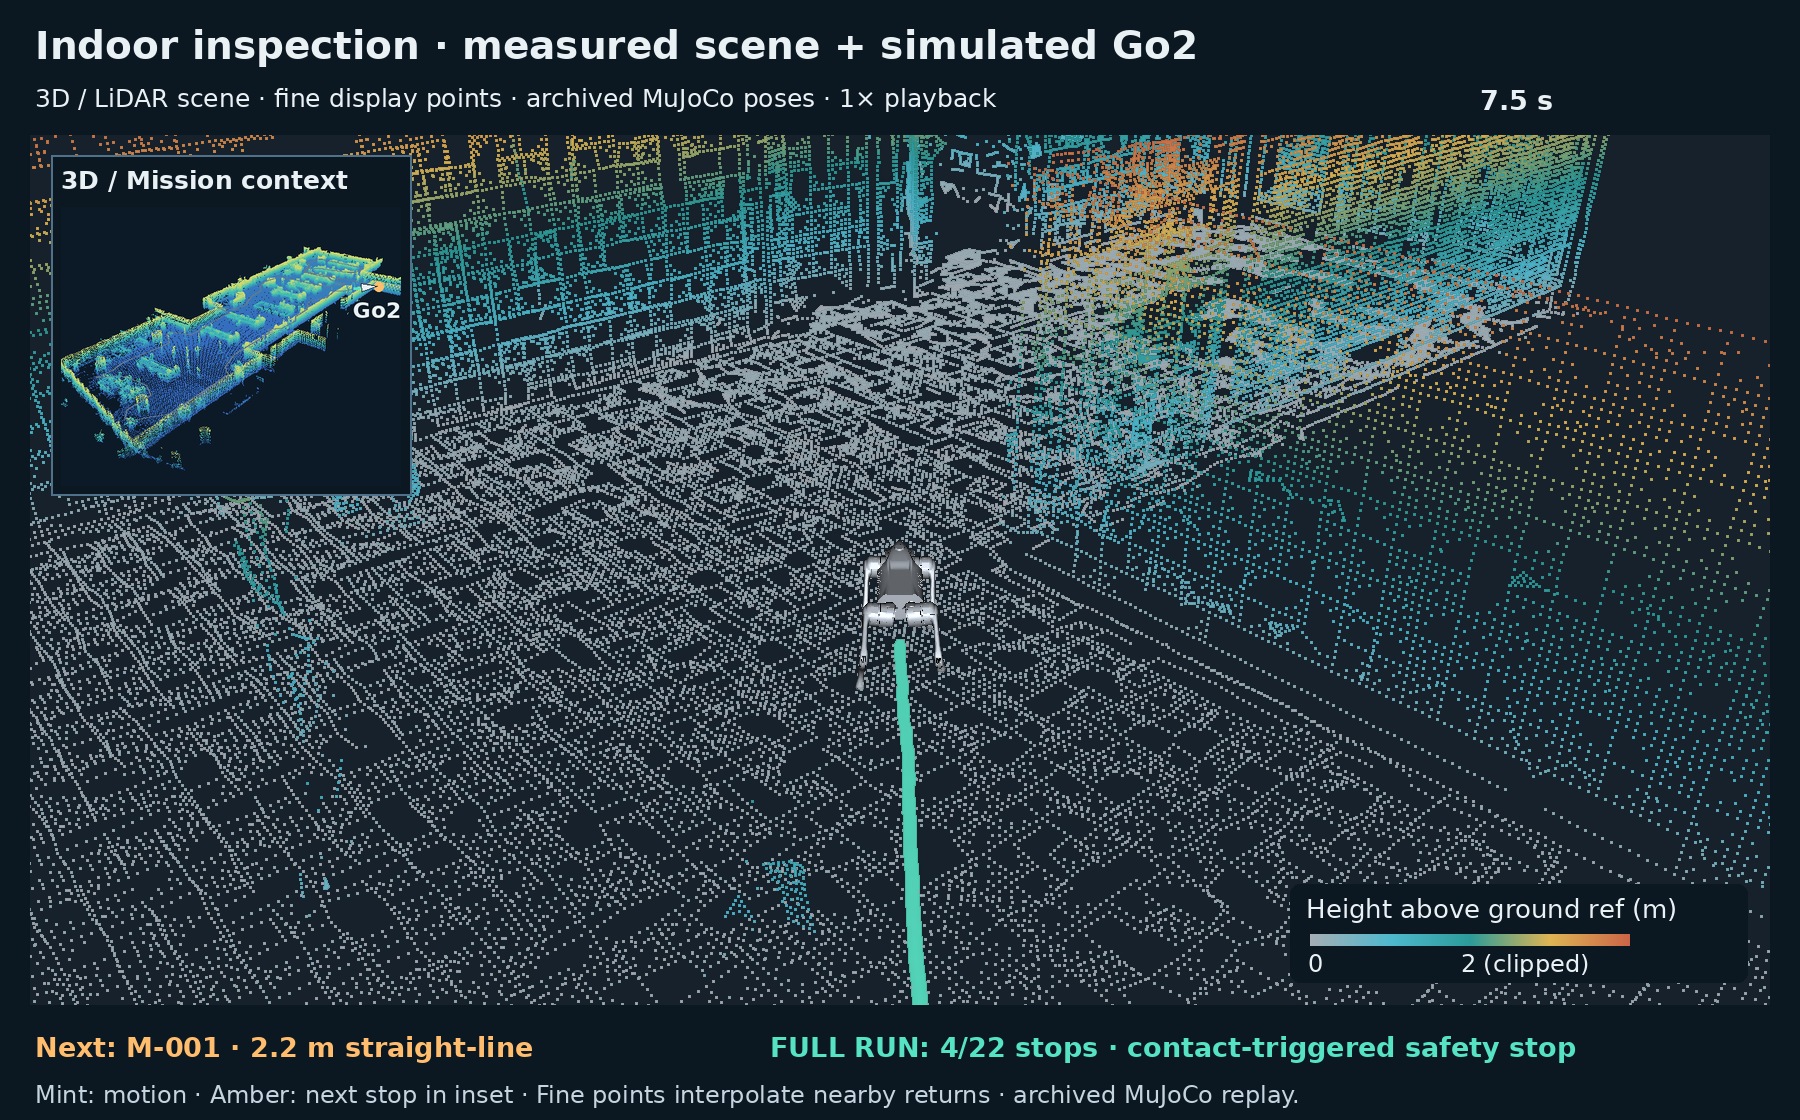 Indoor inspection · measured scene + simulated Go2
3D / LiDAR scene · fine display points · archived MuJoCo poses · 1× playback
7.5 s
3D / Mission context
Go2
Height above ground ref (m)
0 2 (clipped)
Next: M-001 · 2.2 m straight-line
FULL RUN: 4/22 stops · contact-triggered safety stop
Mint: motion · Amber: next stop in inset · Fine points interpolate nearby returns · archived MuJoCo replay.